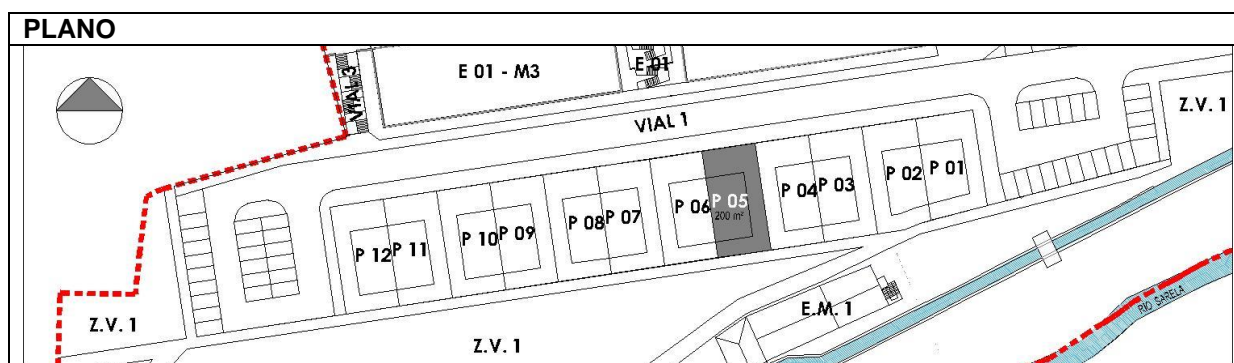 PLANO
E 01 - M3
E 01
VIAL 3
Z.V. 1
VIAL 1
P 12
P 11
P 10
P 09
P 08
P 07
P 06
P 05
200 m²
P 04
P 03
P 02
P 01
Z.V. 1
Z.V. 1
E.M. 1
RIO SARELA